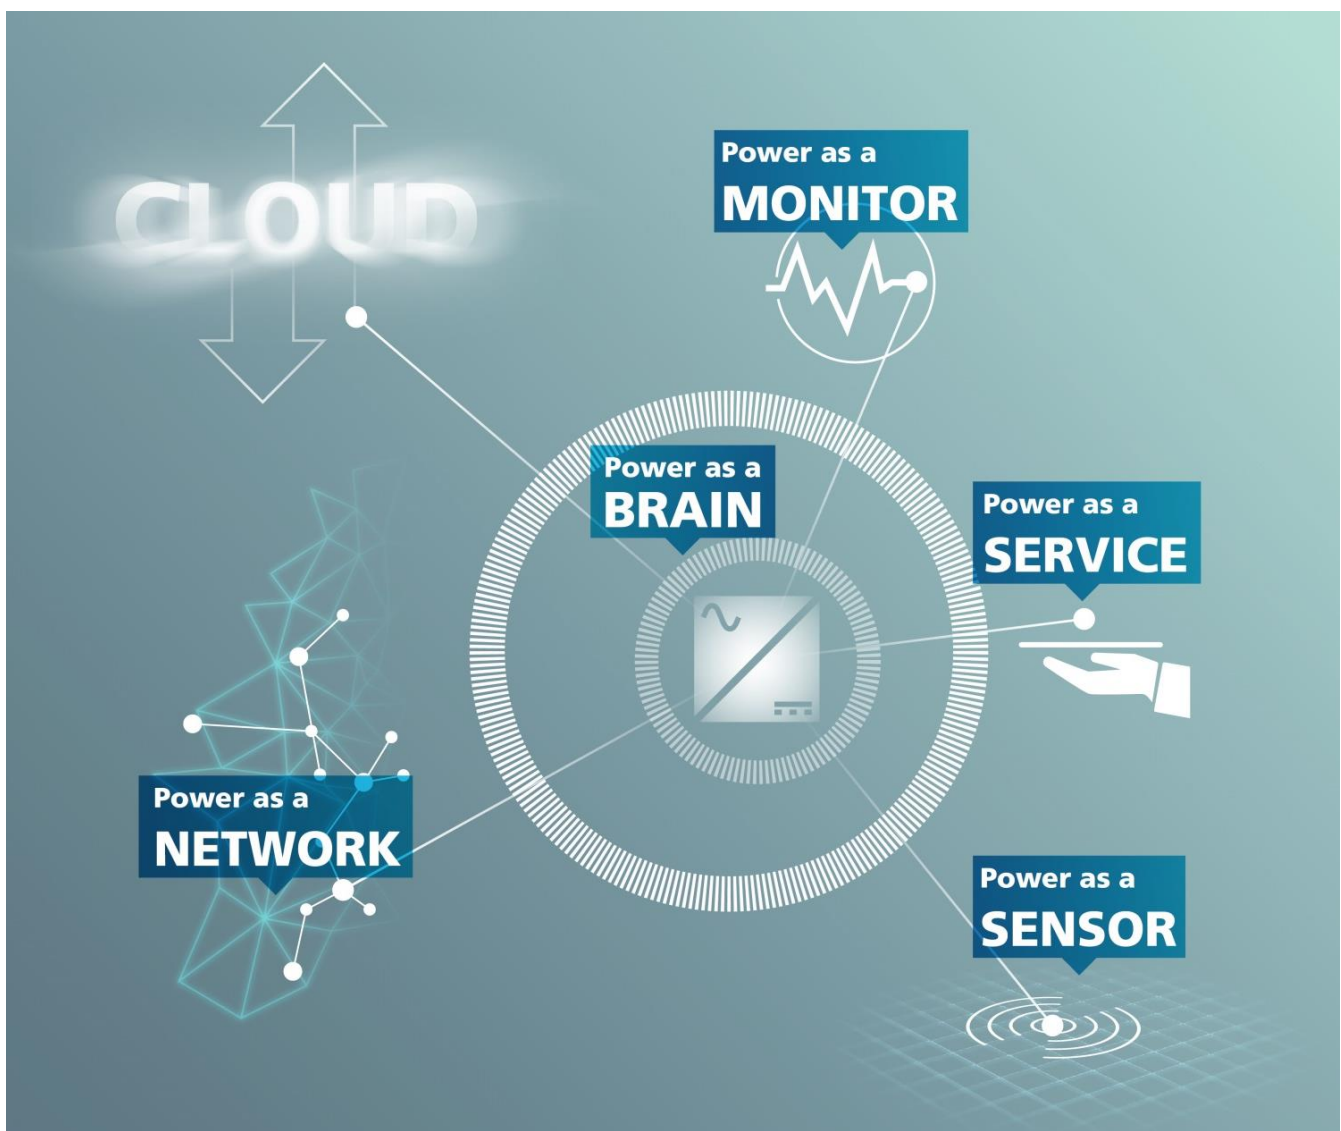 CLOUD
Power as a
MONITOR
Power as a
BRAIN
Power as a
SERVICE
Power as a
NETWORK
Power as a
SENSOR